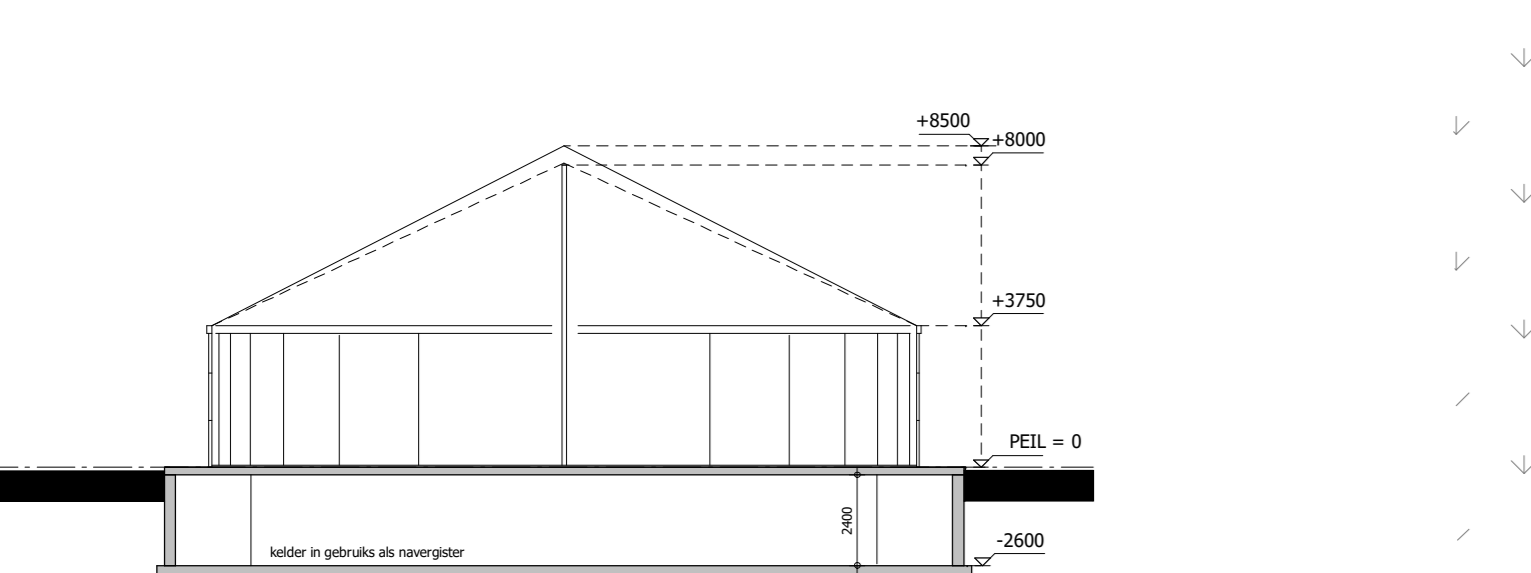 +8500
+8000
+3750
PEIL = 0
2400
-2600
kelder in gebruiks als navergister